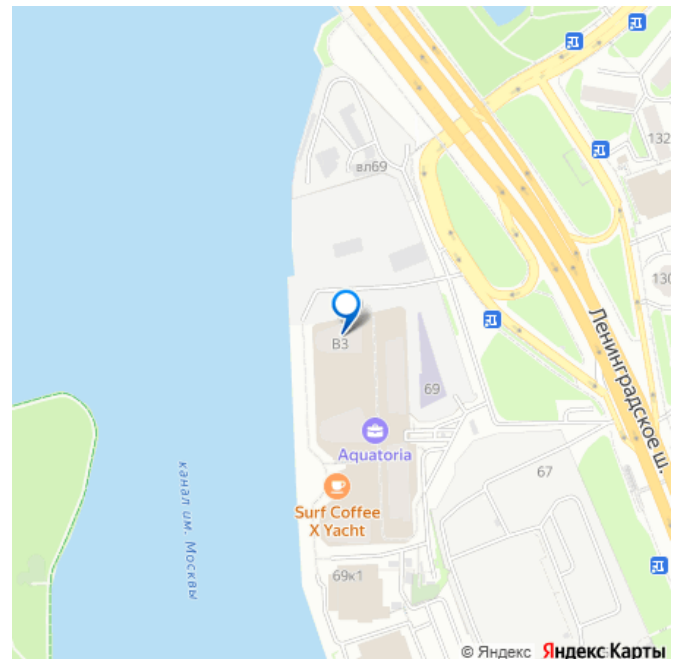 132
вл69
130
В3
69
Ленинградское ш.
Aquatoria
67
Surf Coffee
X Yacht
канал им. Москвы
69к1
© Яндекс Яндекс Карты